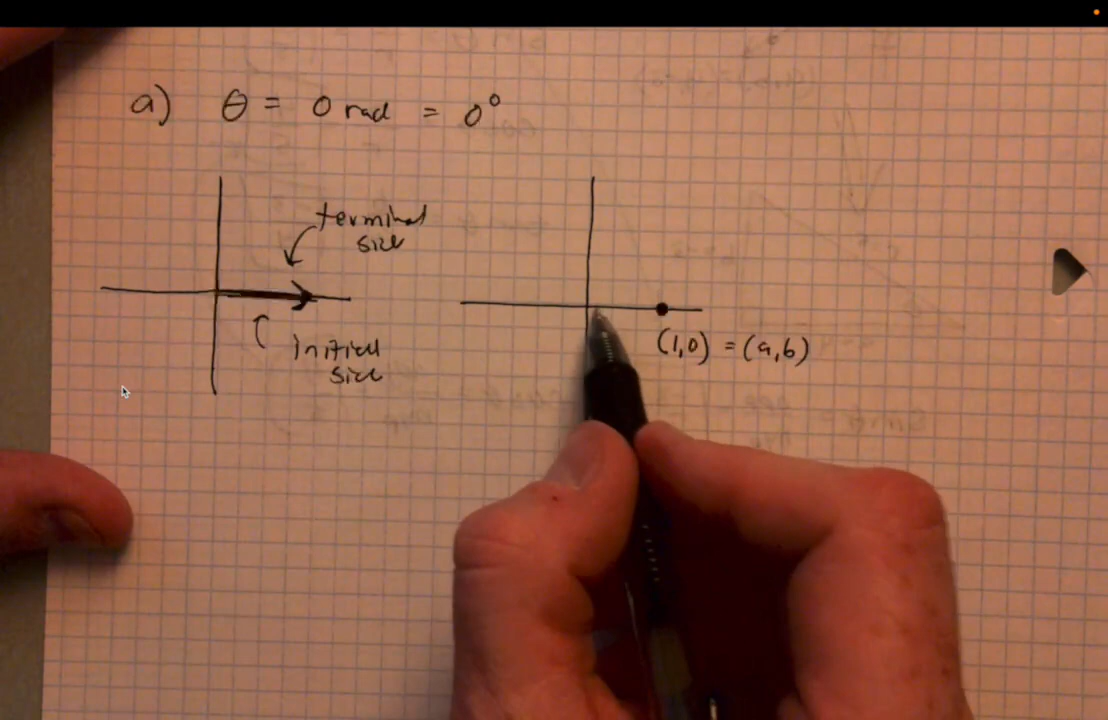 a) θ = 0 rad = 0°
terminal
side
initial
side
(1,0) = (a,b)